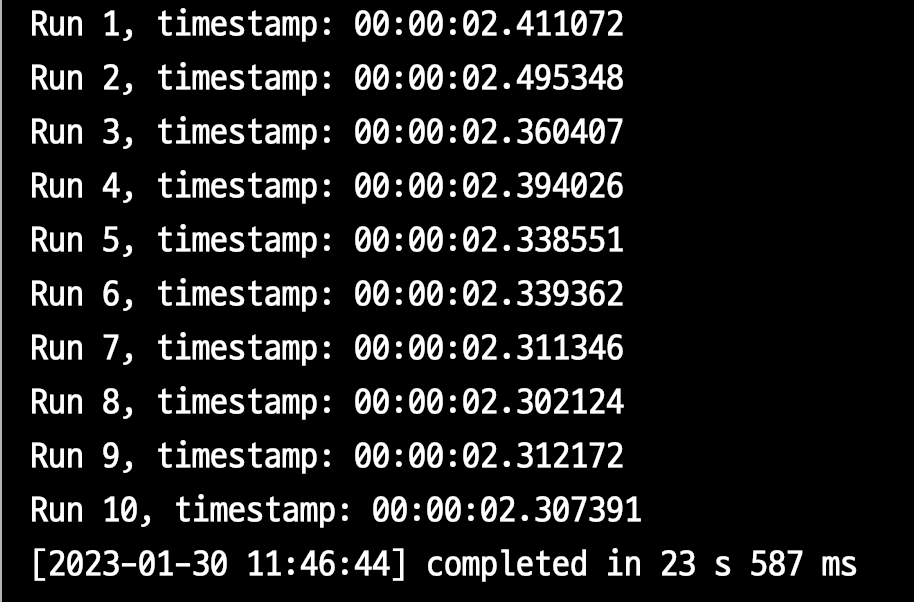 Run 1, timestamp: 00:00:02.411072
Run 2, timestamp: 00:00:02.495348
Run 3, timestamp: 00:00:02.360407
Run 4, timestamp: 00:00:02.394026
Run 5, timestamp: 00:00:02.338551
Run 6, timestamp: 00:00:02.339362
Run 7, timestamp: 00:00:02.311346
Run 8, timestamp: 00:00:02.302124
Run 9, timestamp: 00:00:02.312172
Run 10, timestamp: 00:00:02.307391
[2023-01-30 11:46:44] completed in 23 s 587 ms